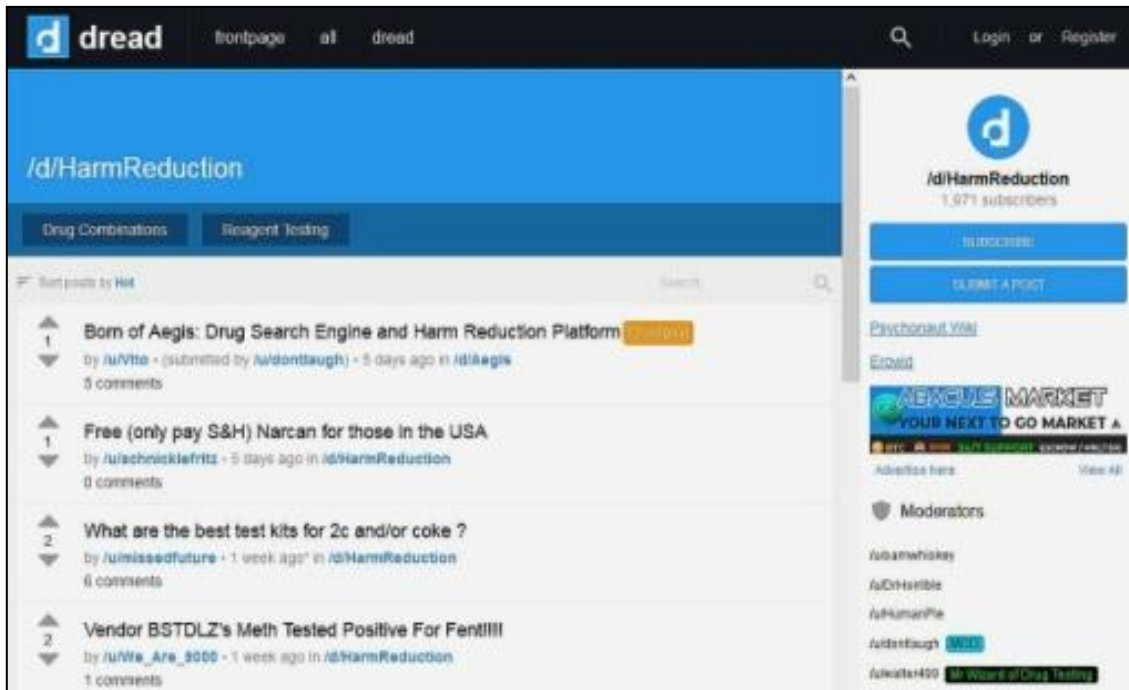 dread frontpage all dread Login or Register
/d/HarmReduction
Drug Combinations Reagent Testing
Sort posts by Hot
Search
1
Born of Aegis: Drug Search Engine and Harm Reduction Platform
by /u/Vito - (submitted by /u/dontlaugh) - 5 days ago in /d/Aegis
5 comments
1
Free (only pay S&H) Narcan for those in the USA
by /u/schnicklefritz - 5 days ago in /d/HarmReduction
0 comments
2
What are the best test kits for 2c and/or coke ?
by /u/missedfuture - 1 week ago* in /d/HarmReduction
6 comments
2
Vendor BSTDLZ's Meth Tested Positive For Fent!!!!!
by /u/We_Are_9000 - 1 week ago in /d/HarmReduction
1 comments
/d/HarmReduction
1,971 subscribers
SUBSCRIBE
SUBMIT A POST
Psychonaut Wiki
Erowid
MARKET
YOUR NEXT TO GO MARKET A
24/7 SUPPORT
Advertise here View All
Moderators
/u/samwhiskey
/u/DrHorrible
/u/HumanPie
/u/dontlaugh MOD
/u/walter400 Mr Wizard of Drug Testing